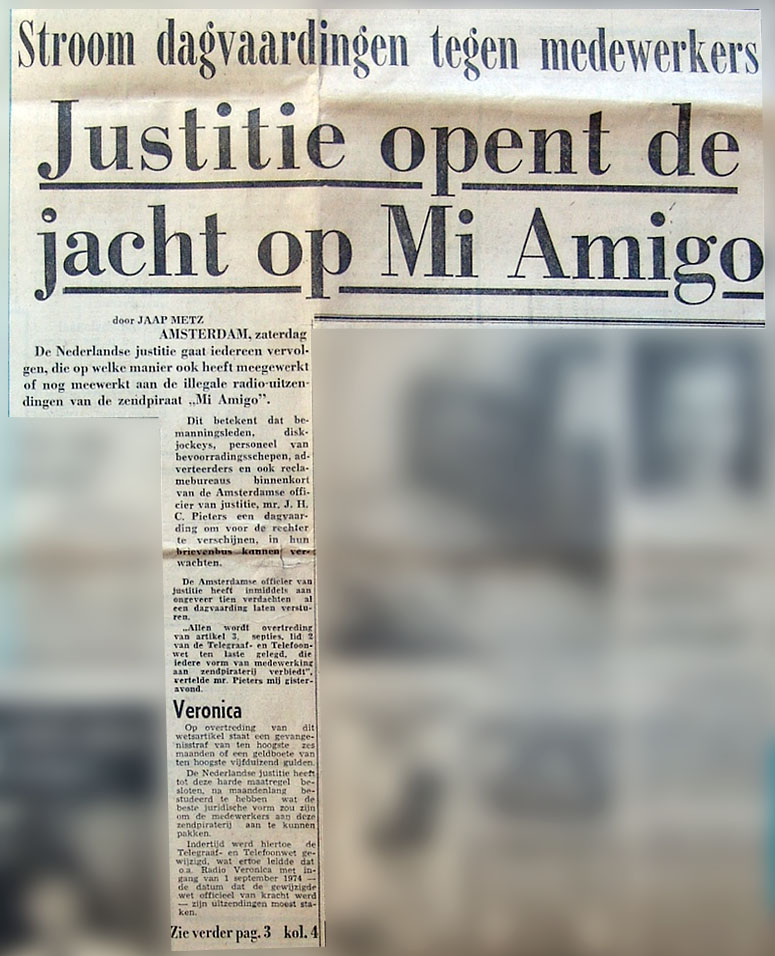 Stroom dagvaardingen tegen medewerkers
Justitie opent de
jacht op Mi Amigo
door JAAP METZ
AMSTERDAM, zaterdag
De Nederlandse justitie gaat iedereen vervol-
gen, die op welke manier ook heeft meegewerkt
of nog meewerkt aan de illegale radio-uitzen-
dingen van de zendpiraat „Mi Amigo”.
Dit betekent dat be-
manningsleden, disk-
jockeys, personeel van
bevoorradingsschepen, ad-
verteerders en ook recla-
mebureaus binnenkort
van de Amsterdamse offi-
cier van justitie, mr. J. H.
C. Pieters een dagvaar-
ding om voor de rechter
te verschijnen, in hun
brievenbus kunnen ver-
wachten.
De Amsterdamse officier van
justitie heeft inmiddels aan
ongeveer tien verdachten al
een dagvaarding laten verstu-
ren.
„Allen wordt overtreding
van artikel 3, septies, lid 2
van de Telegraaf- en Telefoon-
wet ten laste gelegd, die
iedere vorm van medewerking
aan zendpiraterij verbiedt”,
vertelde mr. Pieters mij gister-
avond.
Veronica
Op overtreding van dit
wetsartikel staat een gevange-
nisstraf van ten hoogste zes
maanden of een geldboete van
ten hoogste vijfduizend gulden.
De Nederlandse justitie heeft
tot deze harde maatregel be-
sloten, na maandenlang be-
studeerd te hebben wat de
beste juridische vorm zou zijn
om de medewerkers aan deze
zendpiraterij aan te kunnen
pakken.
Indertijd werd hiertoe de
Telegraaf- en Telefoonwet ge-
wijzigd, wat ertoe leidde dat
o.a. Radio Veronica met in-
gang van 1 september 1974 —
de datum dat de gewijzigde
wet officieel van kracht werd
— zijn uitzendingen moest sta-
ken.
Zie verder pag. 3 kol. 4